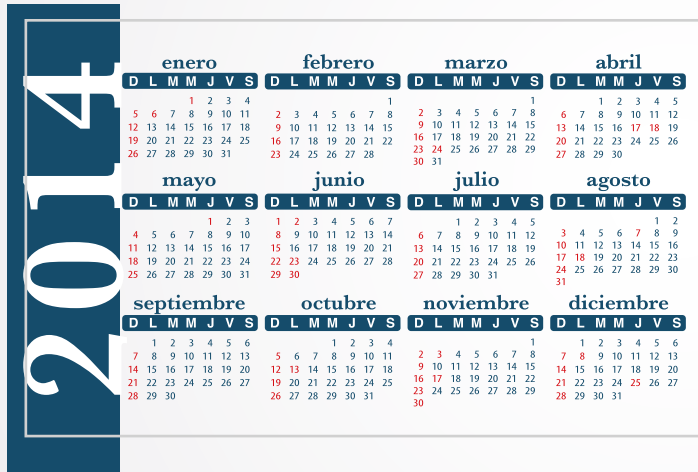 2014
enero
D L M M J V S
1 2 3 4
5 6 7 8 9 10 11
12 13 14 15 16 17 18
19 20 21 22 23 24 25
26 27 28 29 30 31
febrero
D L M M J V S
1
2 3 4 5 6 7 8
9 10 11 12 13 14 15
16 17 18 19 20 21 22
23 24 25 26 27 28
marzo
D L M M J V S
1
2 3 4 5 6 7 8
9 10 11 12 13 14 15
16 17 18 19 20 21 22
23 24 25 26 27 28 29
30 31
abril
D L M M J V S
1 2 3 4 5
6 7 8 9 10 11 12
13 14 15 16 17 18 19
20 21 22 23 24 25 26
27 28 29 30
mayo
D L M M J V S
1 2 3
4 5 6 7 8 9 10
11 12 13 14 15 16 17
18 19 20 21 22 23 24
25 26 27 28 29 30 31
junio
D L M M J V S
1 2 3 4 5 6 7
8 9 10 11 12 13 14
15 16 17 18 19 20 21
22 23 24 25 26 27 28
29 30
julio
D L M M J V S
1 2 3 4 5
6 7 8 9 10 11 12
13 14 15 16 17 18 19
20 21 22 23 24 25 26
27 28 29 30 31
agosto
D L M M J V S
1 2
3 4 5 6 7 8 9
10 11 12 13 14 15 16
17 18 19 20 21 22 23
24 25 26 27 28 29 30
31
septiembre
D L M M J V S
1 2 3 4 5 6
7 8 9 10 11 12 13
14 15 16 17 18 19 20
21 22 23 24 25 26 27
28 29 30
octubre
D L M M J V S
1 2 3 4
5 6 7 8 9 10 11
12 13 14 15 16 17 18
19 20 21 22 23 24 25
26 27 28 29 30 31
noviembre
D L M M J V S
1
2 3 4 5 6 7 8
9 10 11 12 13 14 15
16 17 18 19 20 21 22
23 24 25 26 27 28 29
30
diciembre
D L M M J V S
1 2 3 4 5 6
7 8 9 10 11 12 13
14 15 16 17 18 19 20
21 22 23 24 25 26 27
28 29 30 31